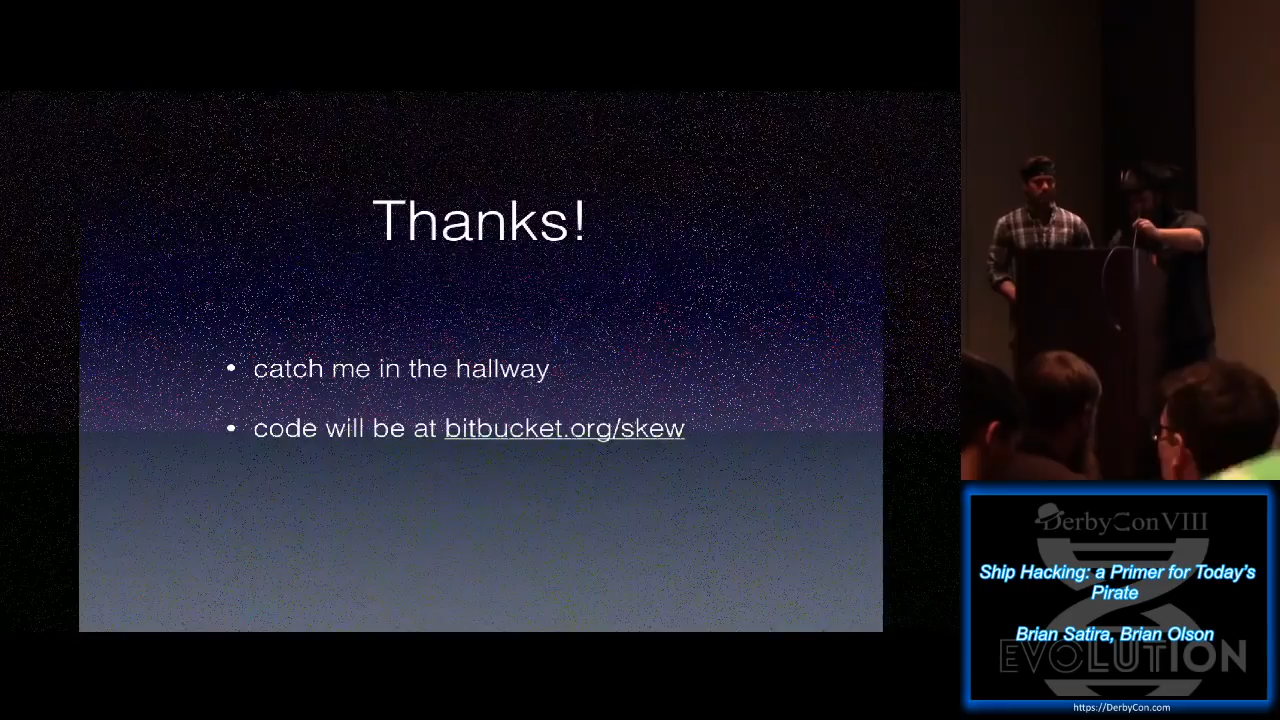 Thanks!
• catch me in the hallway
• code will be at bitbucket.org/skew
DerbyCon VIII
Ship Hacking: a Primer for Today's
Pirate
Brian Satira, Brian Olson
EVOLUTION
https://DerbyCon.com